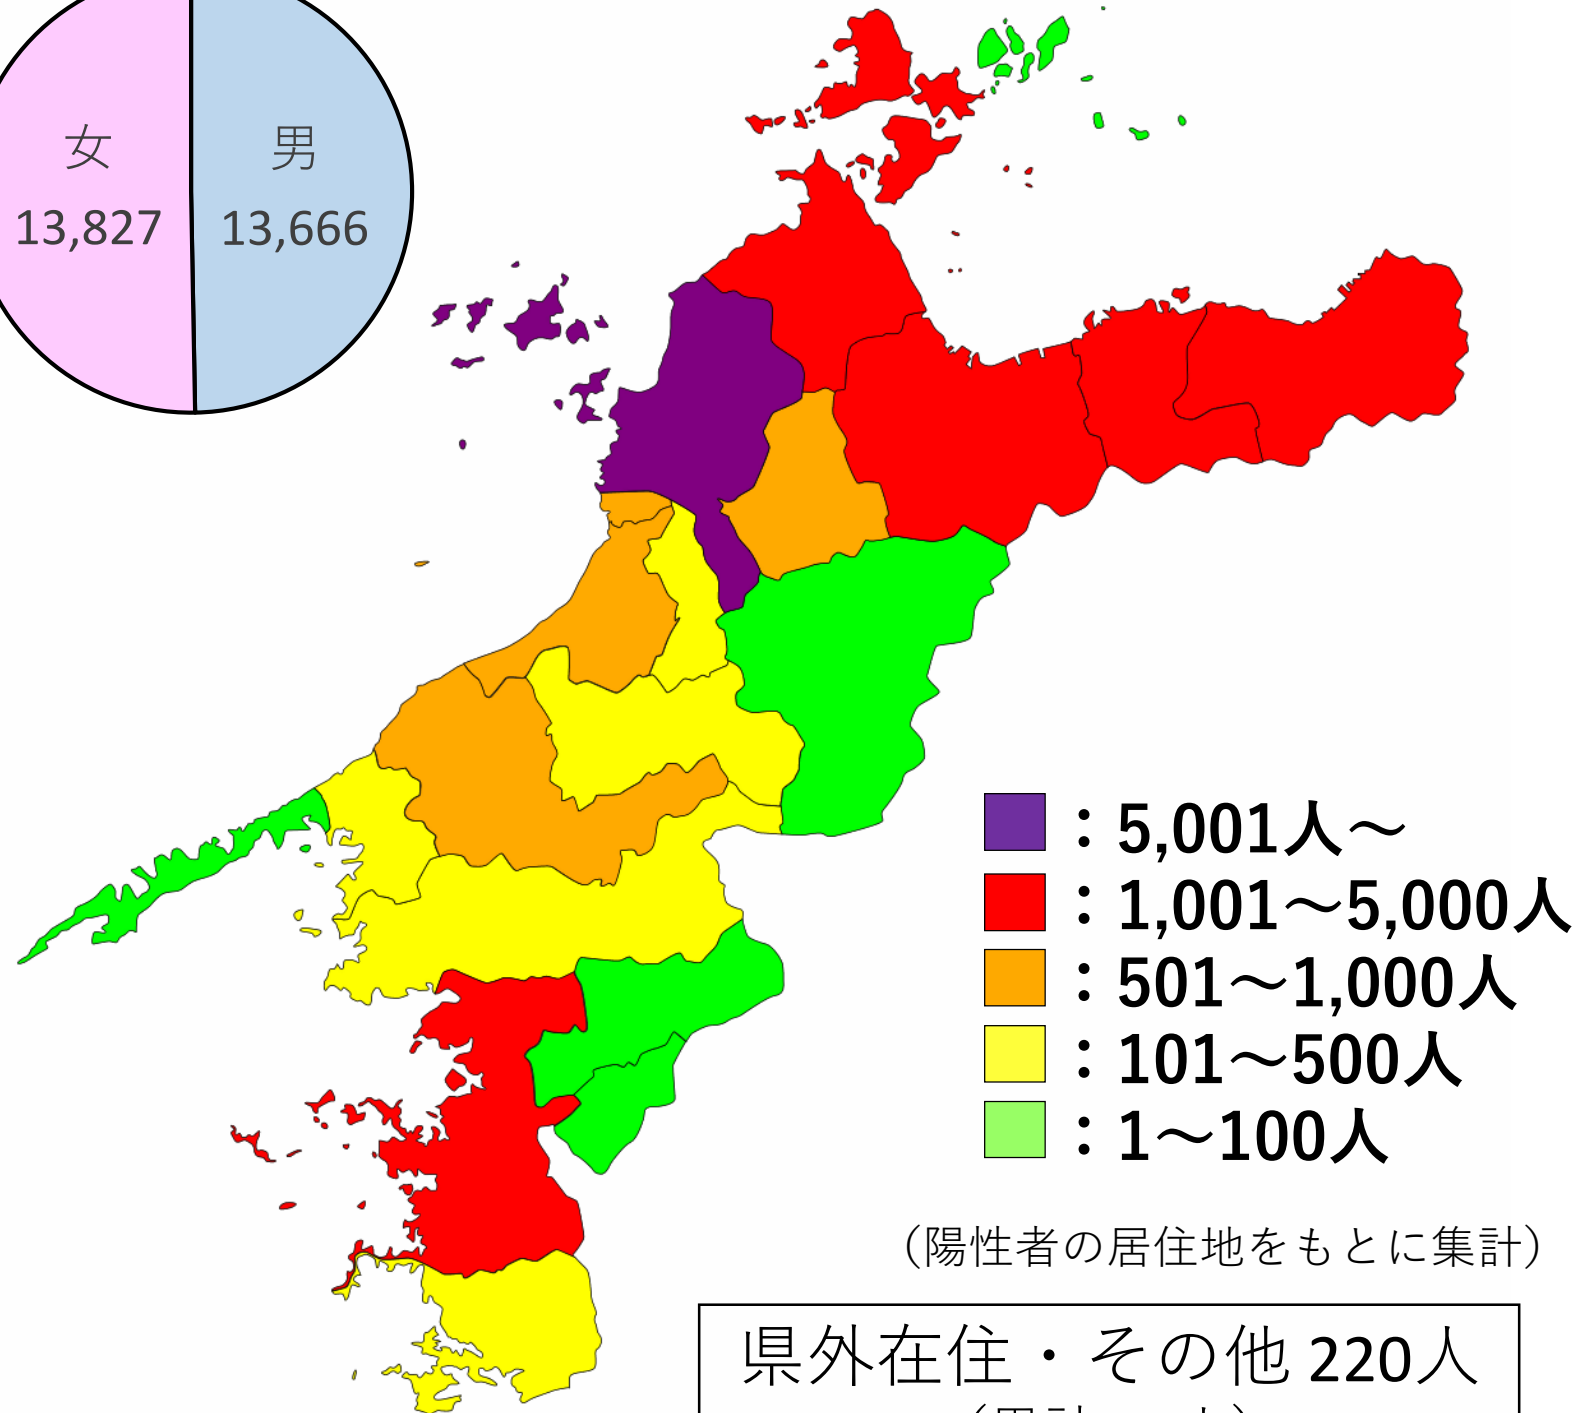 女
13,827
男
13,666
：5,001人～
：1,001～5,000人
：501～1,000人
：101～500人
：1～100人
（陽性者の居住地をもとに集計）
県外在住・その他 220人